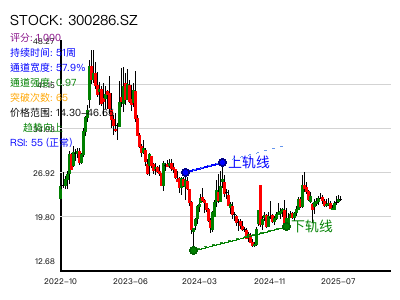 STOCK: 300286.SZ
评分: 1.000
持续时间: 51周
通道宽度: 57.9%
通道强度: 0.97
突破次数: 65
价格范围: 14.30-46.6
趋势向上
RSI: 55 (正常)
上轨线
26.92
19.80
下轨线
12.68
2022-10
2023-06
2024-03
2024-11
2025-07